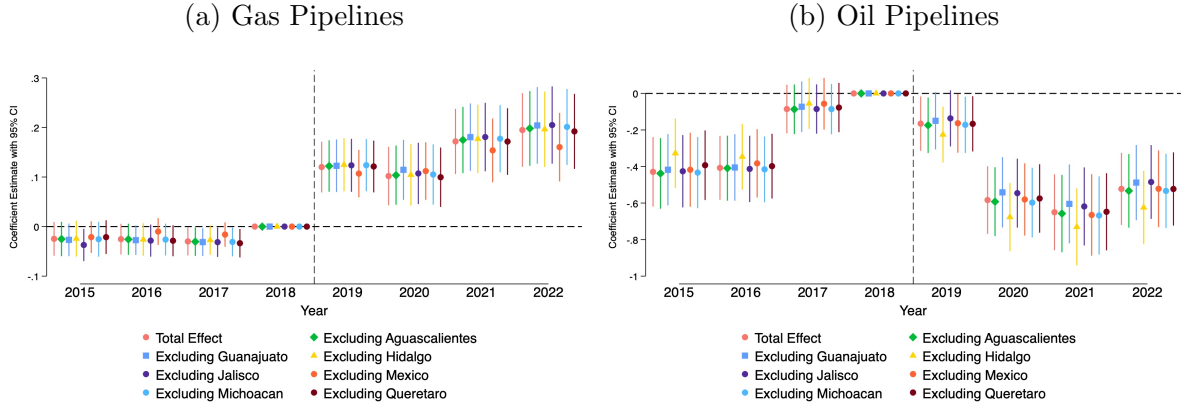 (a) Gas Pipelines
Coefficient Estimate with 95% CI
.3
.2
.1
0
-.1
2015 2016 2017 2018 2019 2020 2021 2022
Year
Total Effect Excluding Aguascalientes
Excluding Guanajuato Excluding Hidalgo
Excluding Jalisco Excluding Mexico
Excluding Michoacan Excluding Queretaro
(b) Oil Pipelines
Coefficient Estimate with 95% CI
0
-.2
-.4
-.6
-.8
-1
2015 2016 2017 2018 2019 2020 2021 2022
Year
Total Effect Excluding Aguascalientes
Excluding Guanajuato Excluding Hidalgo
Excluding Jalisco Excluding Mexico
Excluding Michoacan Excluding Queretaro